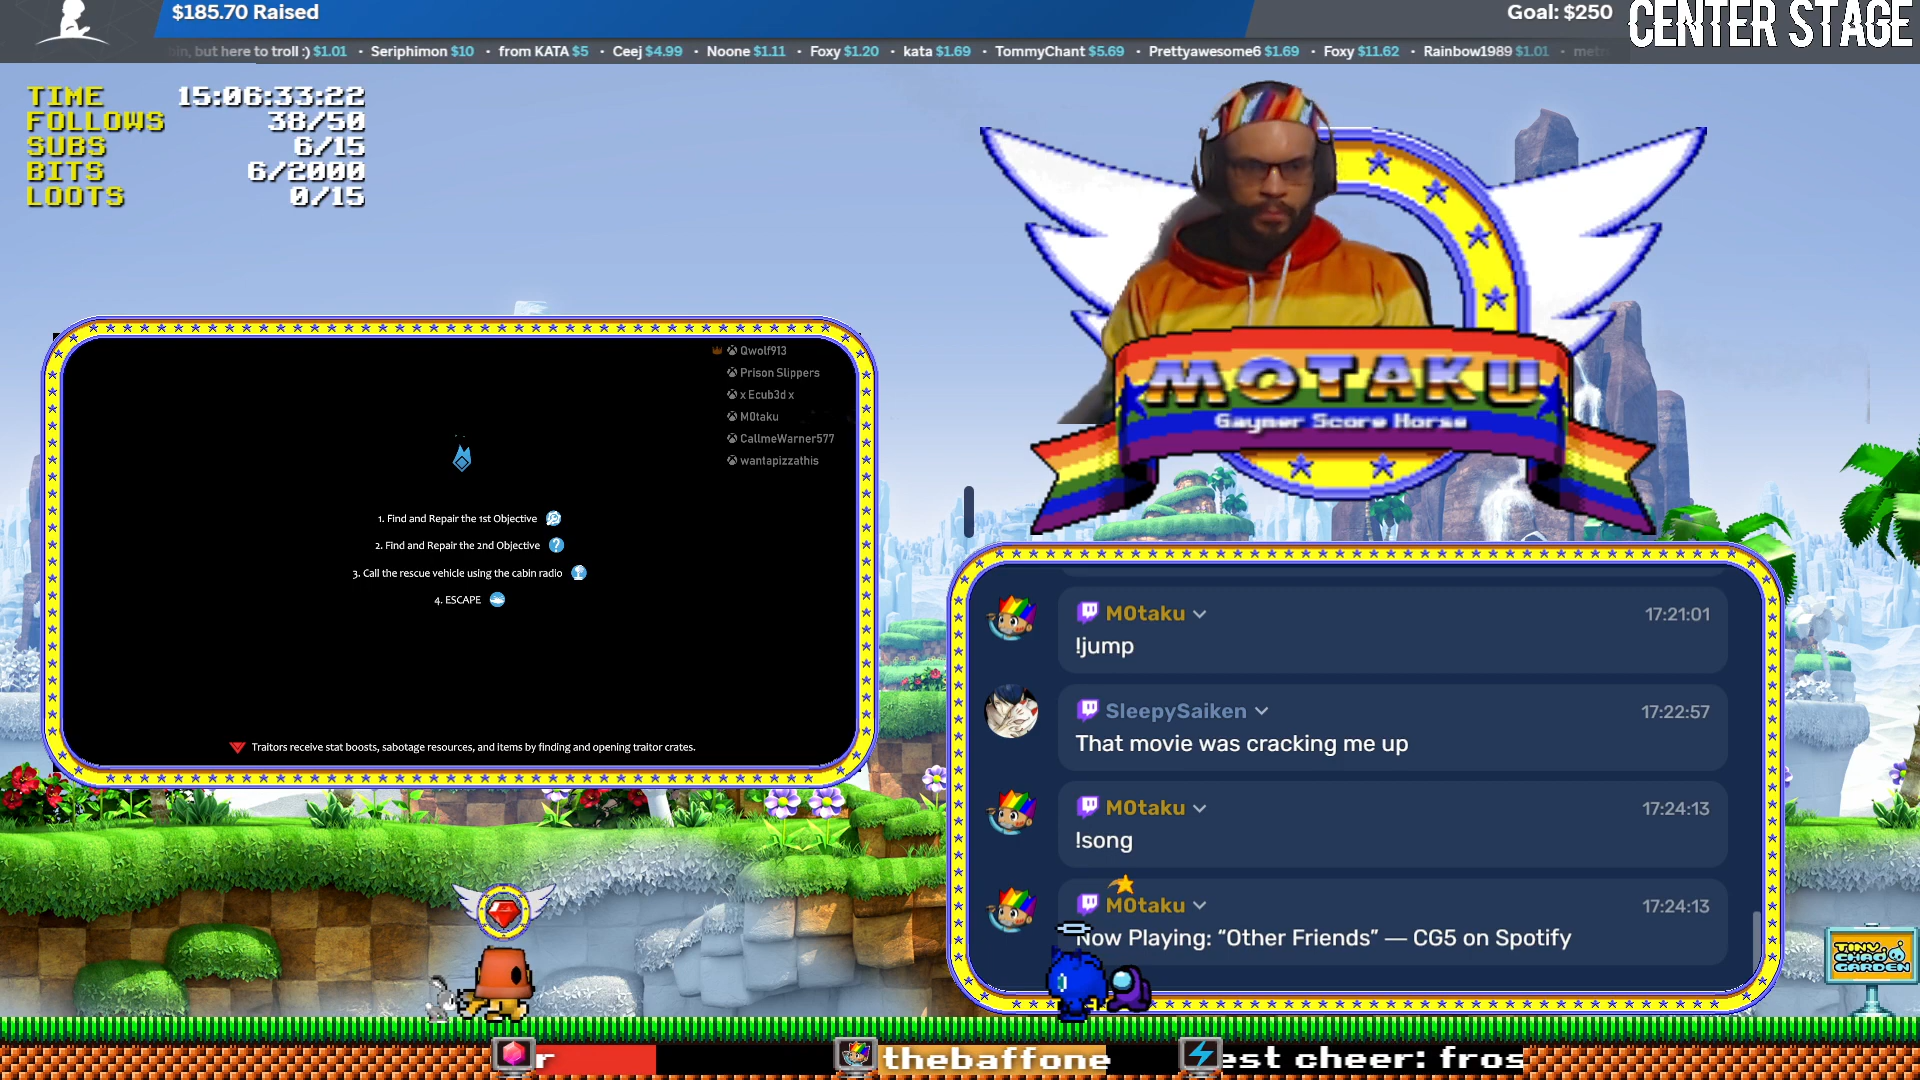 $185.70 Raised
Goal: $250
CENTER STAGE
in, but here to troll :) $1.01 • Seriphimon $10 • from KATA $5 • Ceej $4.99 • Noone $1.11 • Foxy $1.20 • kata $1.69 • TommyChant $5.69 • Prettyawesome6 $1.69 • Foxy $11.62 • Rainbow1989 $1.01 •
TIME 15:06:33:22
FOLLOWS 38/50
SUBS 6/15
BITS 6/2000
LOOTS 0/15
MOTAKU
Gaymer Score Horse
Qwolf913
Prison Slippers
x Ecub3d x
M0taku
CallmeWarner577
wantapizzathis
1. Find and Repair the 1st Objective
2. Find and Repair the 2nd Objective
3. Call the rescue vehicle using the cabin radio
4. ESCAPE
Traitors receive stat boosts, sabotage resources, and items by finding and opening traitor crates.
M0taku 17:21:01
!jump
SleepySaiken 17:22:57
That movie was cracking me up
M0taku 17:24:13
!song
M0taku 17:24:13
Now Playing: “Other Friends” — CG5 on Spotify
TINY CHAO GARDEN
r
thebaffone
est cheer: fros